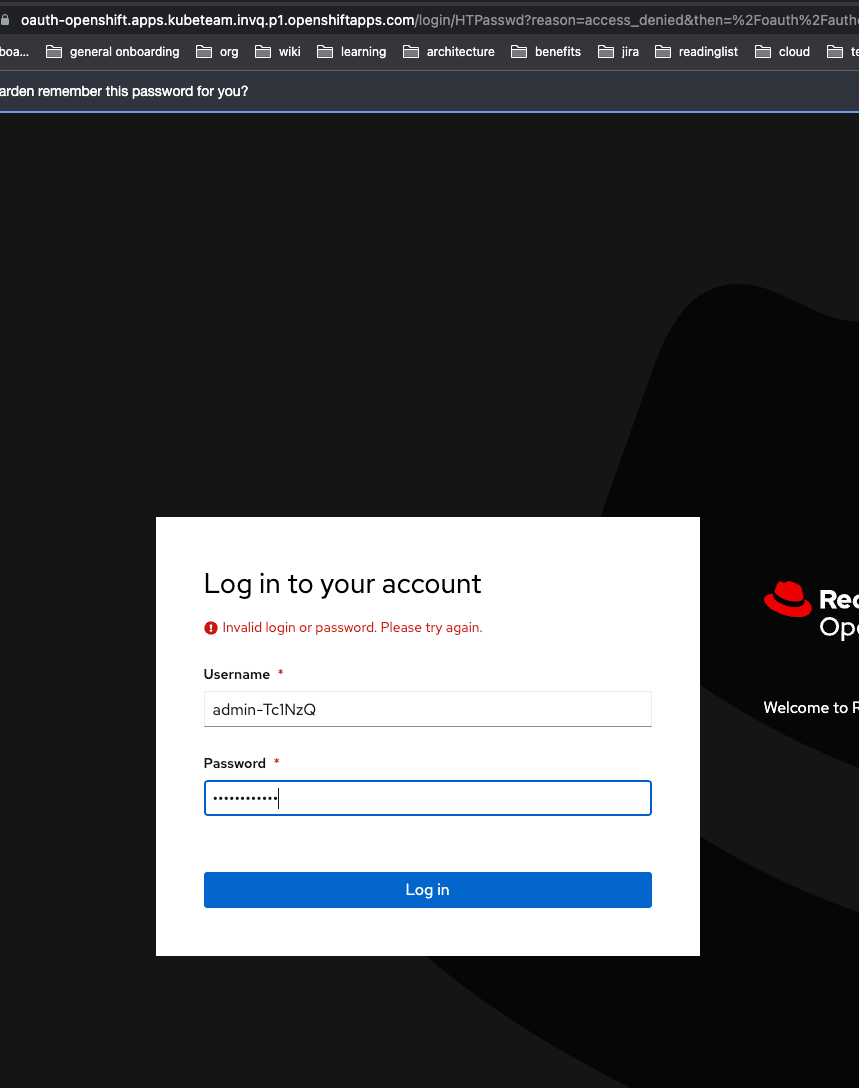 oauth-openshift.apps.kubeteam.invq.p1.openshiftapps.com/login/HTPasswd?reason=access_denied&then=%2Foauth%2Fautho
boa... general onboarding org wiki learning architecture benefits jira readinglist cloud te
arden remember this password for you?
Log in to your account
Invalid login or password. Please try again.
Username *
admin-Tc1NzQ
Password *
••••••••••••
Log in
Red
Ope
Welcome to R